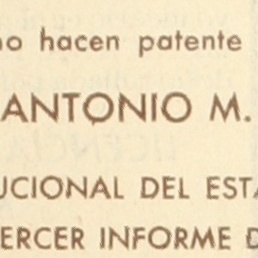 no hacen patente
ANTONIO M.
UCIONAL DEL ESTA
ERCER INFORME D